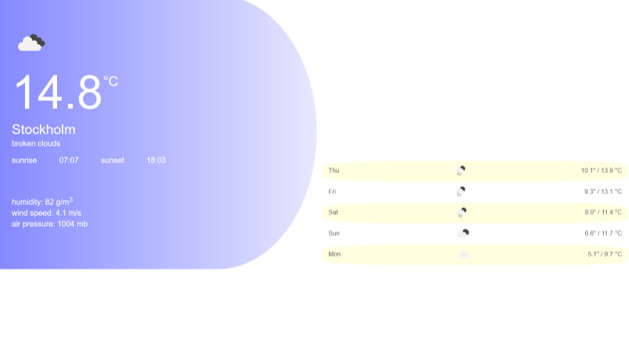 14.8°C
Stockholm
broken clouds
sunrise 07:07 sunset 18:03
humidity: 82 g/m3
wind speed: 4.1 m/s
air pressure: 1004 mb
Thu 10.1° / 13.9 °C
Fri 9.3° / 13.1 °C
Sat 8.0° / 11.4 °C
Sun 6.6° / 11.7 °C
Mon 5.1° / 9.7 °C